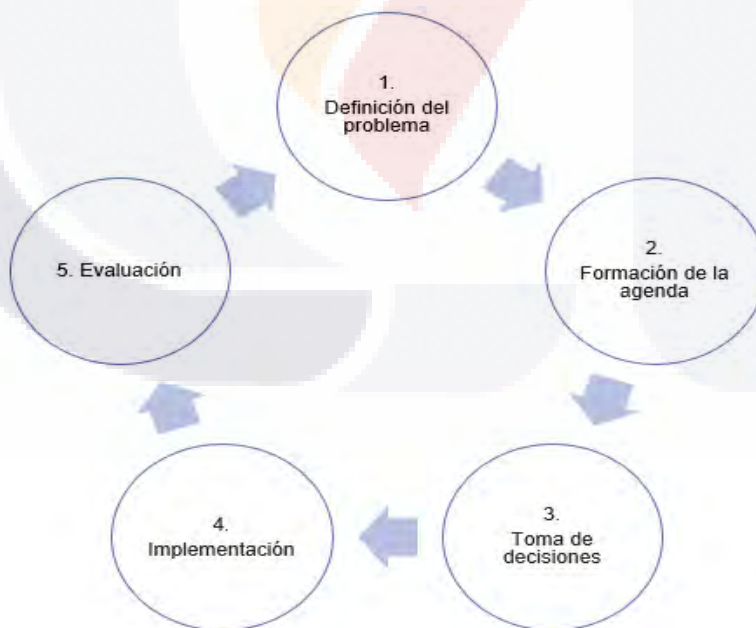 1.
Definición del
problema
2.
Formación de la
agenda
3.
Toma de
decisiones
4.
Implementación
5. Evaluación